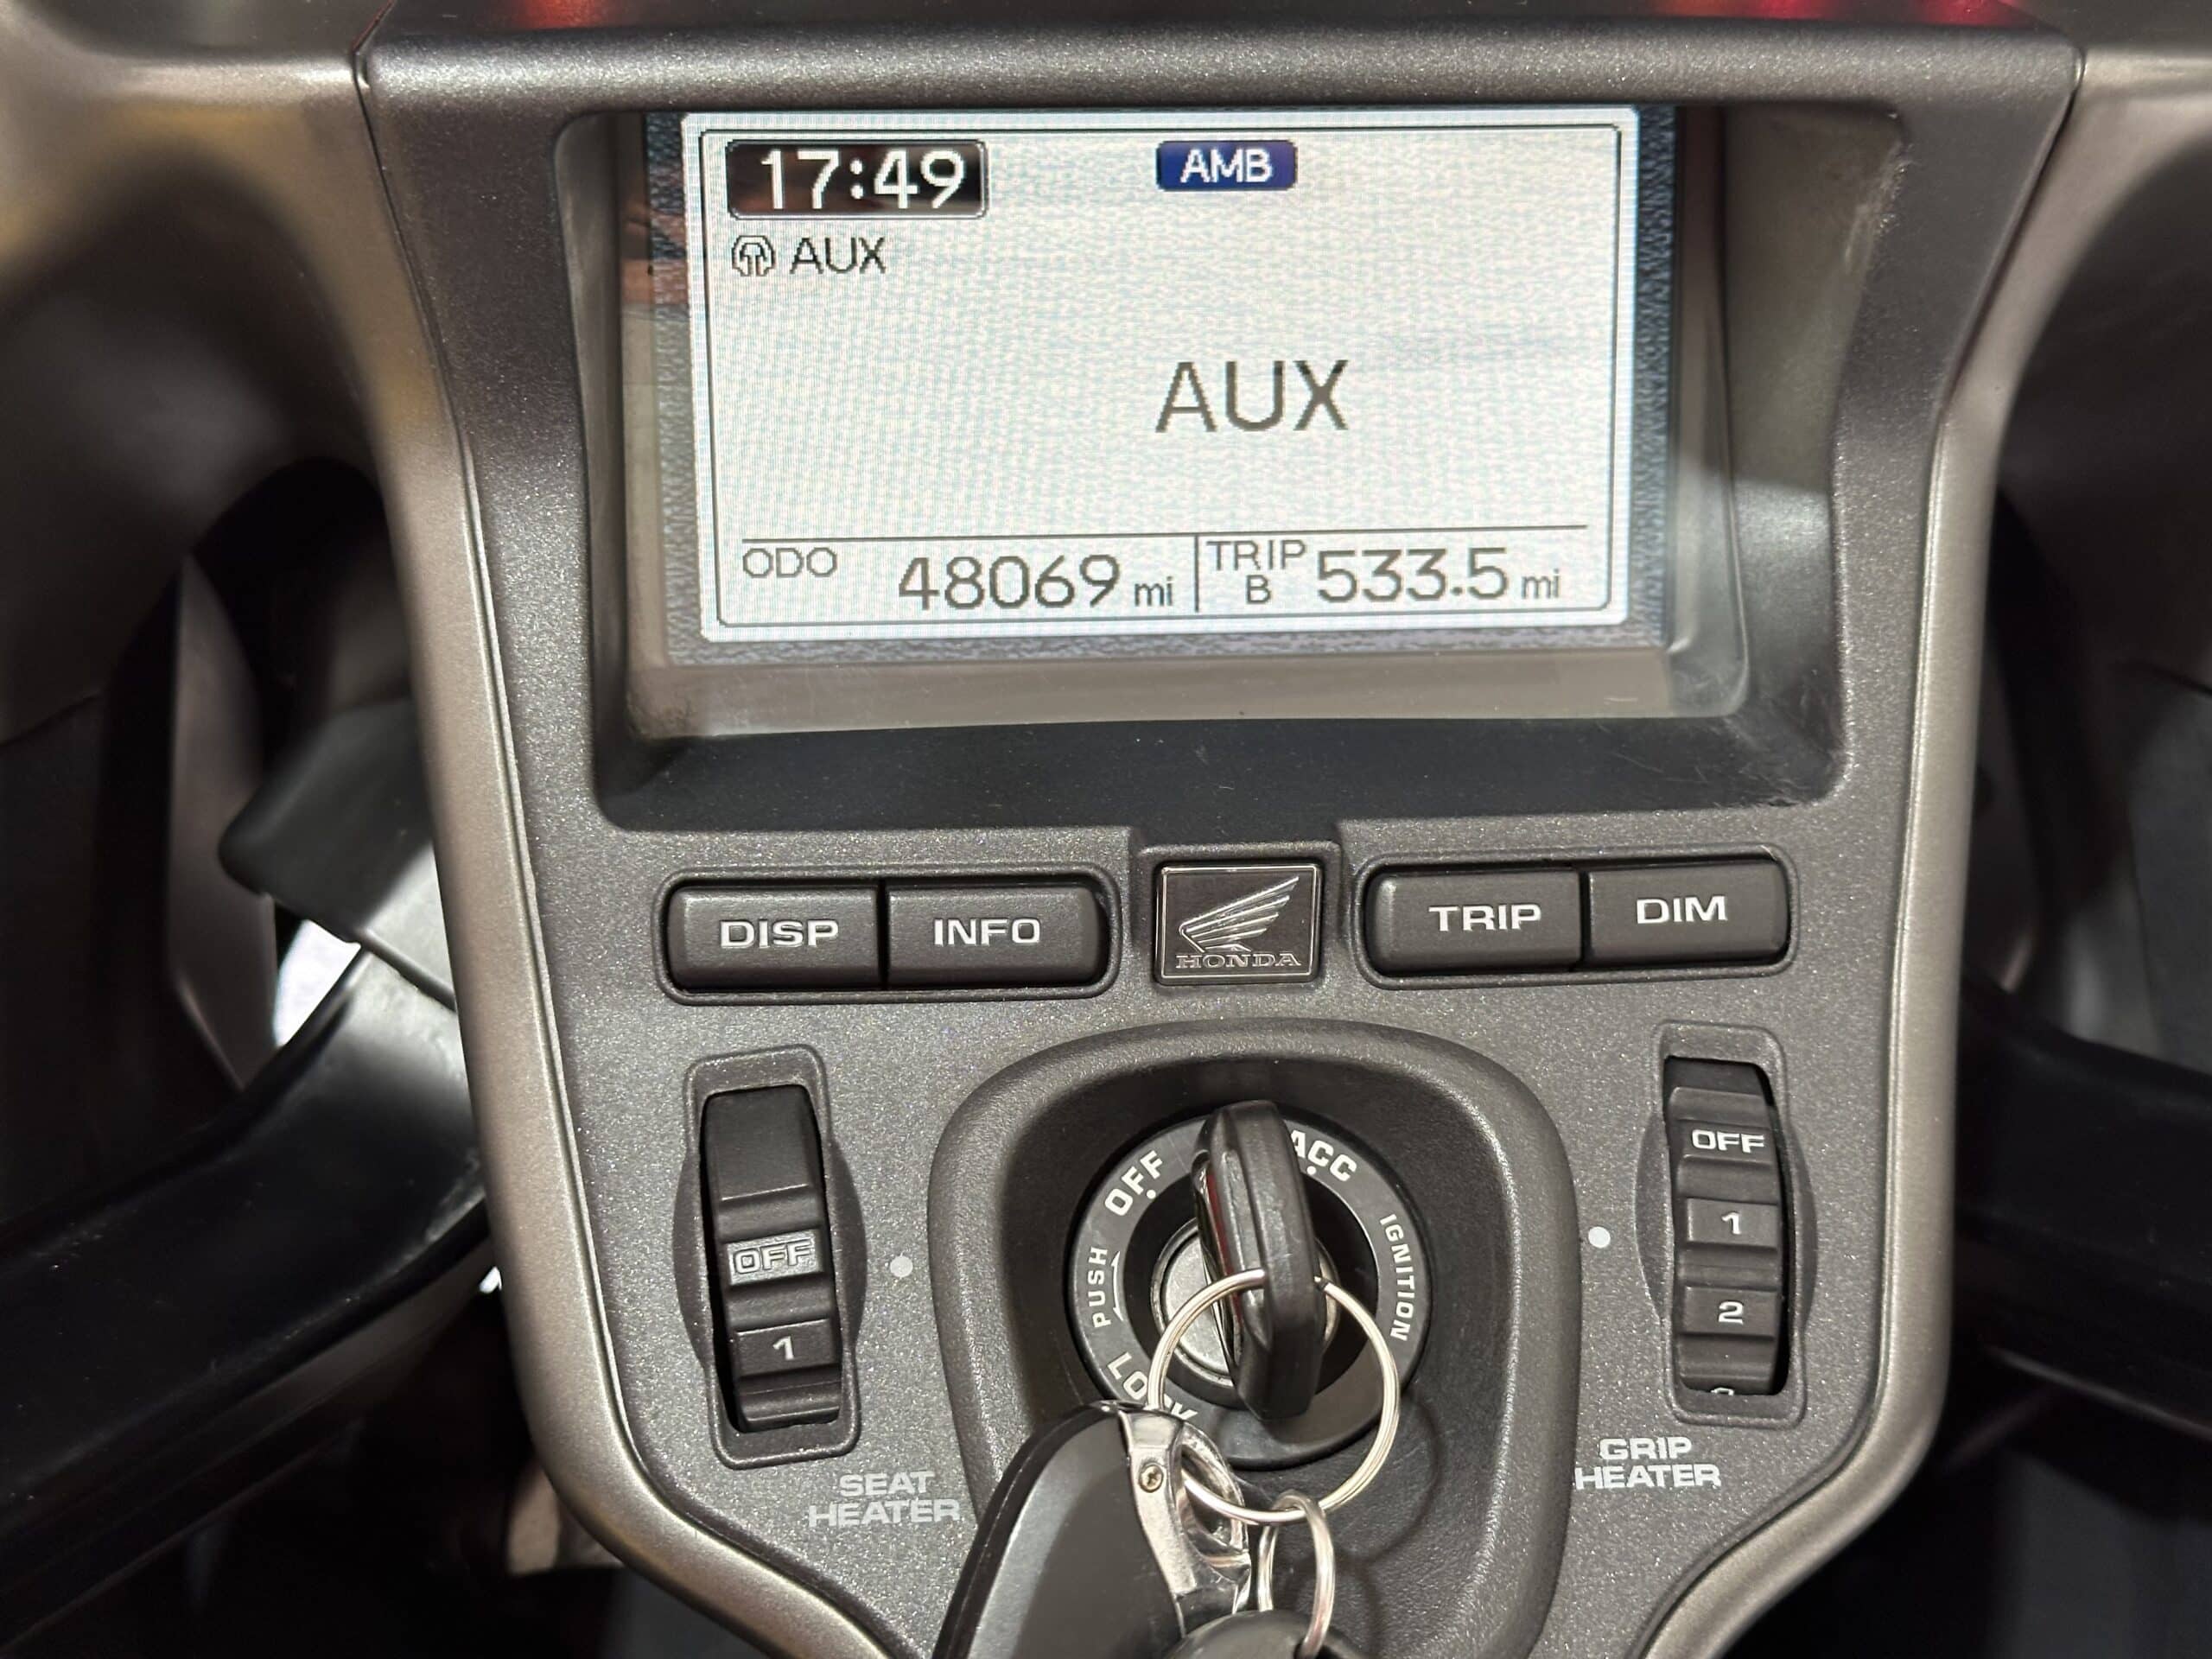 17:49
AMB
AUX
AUX
ODO 48069 mi
TRIP B 533.5 mi
DISP
INFO
HONDA
TRIP
DIM
OFF
1
SEAT
HEATER
OFF
ACC
IGNITION
PUSH
LOCK
OFF
1
2
GRIP
HEATER